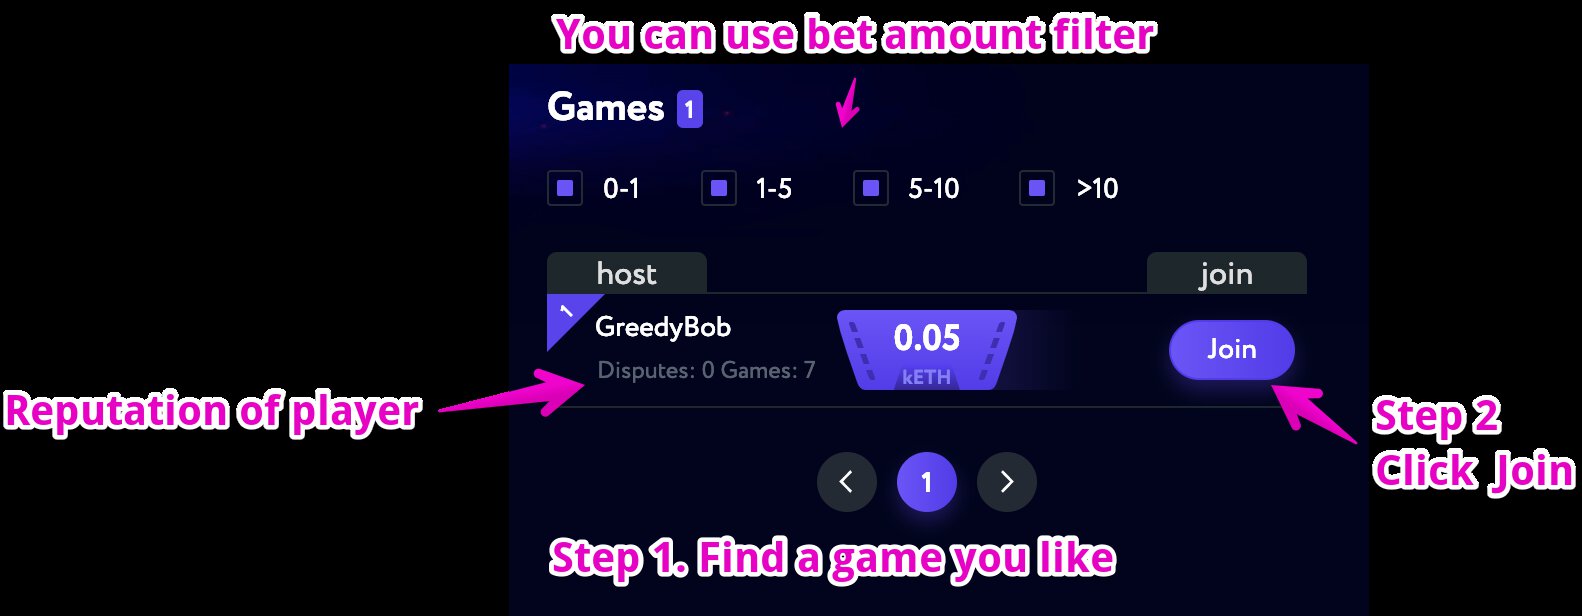 You can use bet amount filter
Games 1
0-1 1-5 5-10 >10
host join
1
GreedyBob
Disputes: 0 Games: 7
0.05
kETH
Join
Reputation of player
Step 2
Click Join
< 1 >
Step 1. Find a game you like